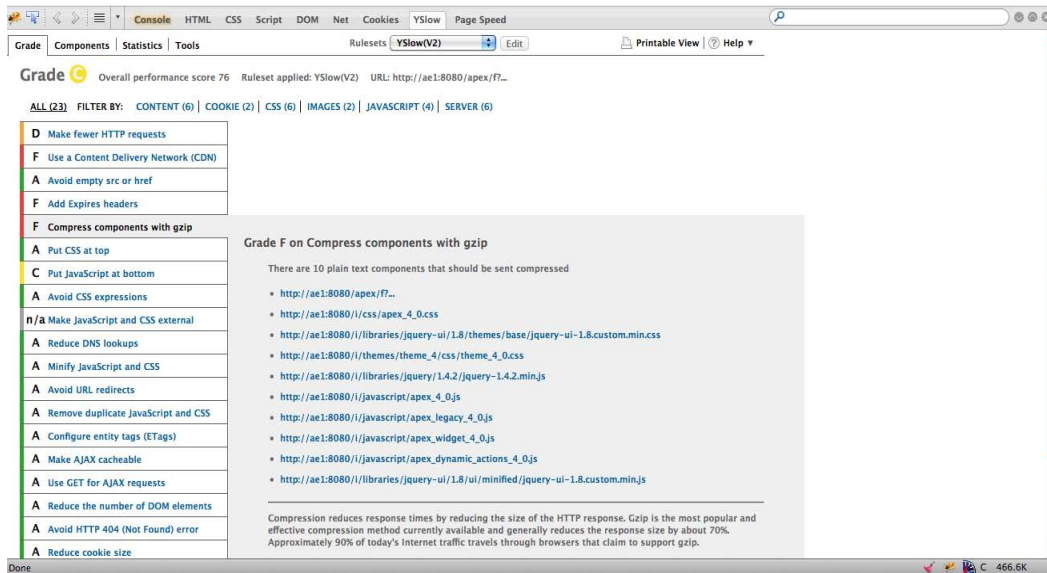 Console HTML CSS Script DOM Net Cookies YSlow Page Speed
Grade Components Statistics Tools Rulesets YSlow(V2) Edit Printable View ? Help ▼
Grade C Overall performance score 76 Ruleset applied: YSlow(V2) URL: http://ae1:8080/apex/f?...
ALL (23) FILTER BY: CONTENT (6) | COOKIE (2) | CSS (6) | IMAGES (2) | JAVASCRIPT (4) | SERVER (6)
D Make fewer HTTP requests
F Use a Content Delivery Network (CDN)
A Avoid empty src or href
F Add Expires headers
F Compress components with gzip
A Put CSS at top
C Put JavaScript at bottom
A Avoid CSS expressions
n/a Make JavaScript and CSS external
A Reduce DNS lookups
A Minify JavaScript and CSS
A Avoid URL redirects
A Remove duplicate JavaScript and CSS
A Configure entity tags (ETags)
A Make AJAX cacheable
A Use GET for AJAX requests
A Reduce the number of DOM elements
A Avoid HTTP 404 (Not Found) error
A Reduce cookie size
Grade F on Compress components with gzip
There are 10 plain text components that should be sent compressed
• http://ae1:8080/apex/f?...
• http://ae1:8080/i/css/apex_4_0.css
• http://ae1:8080/i/libraries/jquery-ui/1.8/themes/base/jquery-ui-1.8.custom.min.css
• http://ae1:8080/i/themes/theme_4/css/theme_4_0.css
• http://ae1:8080/i/libraries/jquery/1.4.2/jquery-1.4.2.min.js
• http://ae1:8080/i/javascript/apex_4_0.js
• http://ae1:8080/i/javascript/apex_legacy_4_0.js
• http://ae1:8080/i/javascript/apex_widget_4_0.js
• http://ae1:8080/i/javascript/apex_dynamic_actions_4_0.js
• http://ae1:8080/i/libraries/jquery-ui/1.8/ui/minified/jquery-ui-1.8.custom.min.js
Compression reduces response times by reducing the size of the HTTP response. Gzip is the most popular and
effective compression method currently available and generally reduces the response size by about 70%.
Approximately 90% of today's Internet traffic travels through browsers that claim to support gzip.
Done C 466.6K